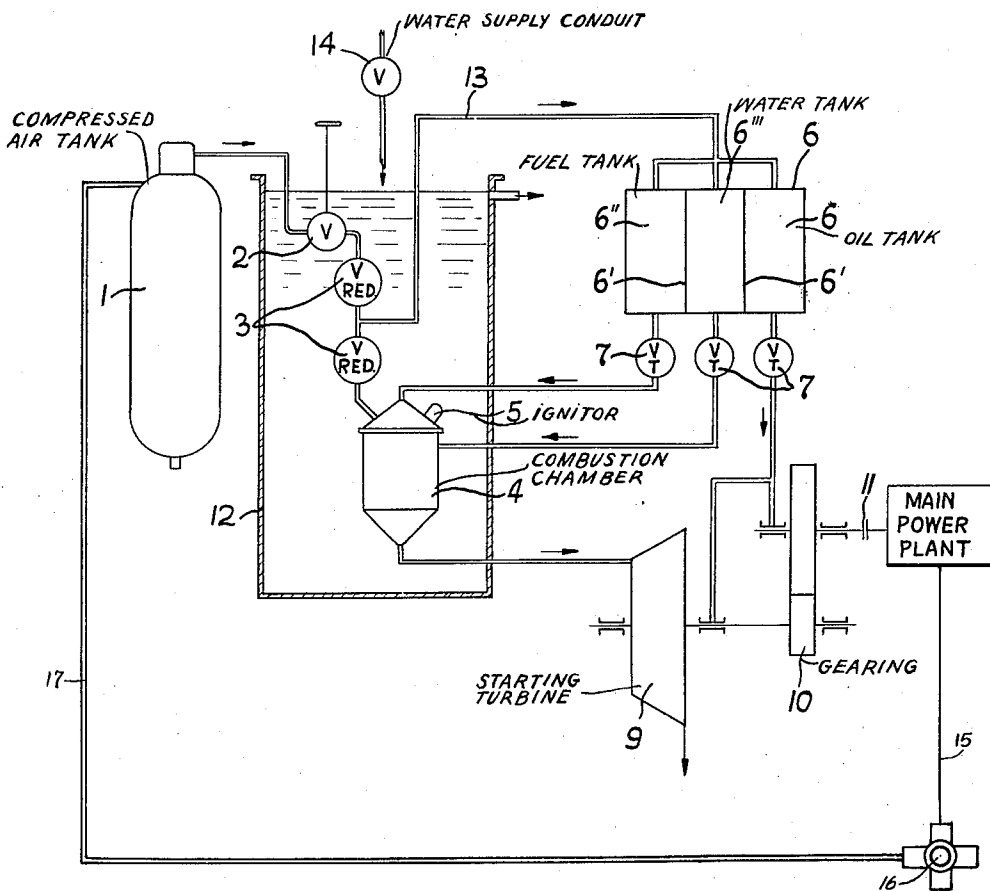 WATER SUPPLY CONDUIT
14
V
13
COMPRESSED
AIR TANK
WATER TANK
6'''
6
FUEL TANK
6''
6
OIL TANK
V
2
1
V
RED.
3
6'
6'
V
RED.
7
V
T
V
T
V
T
7
5 IGNITOR
COMBUSTION
CHAMBER
4
12
11
MAIN
POWER
PLANT
17
STARTING
TURBINE
9
GEARING
10
15
16